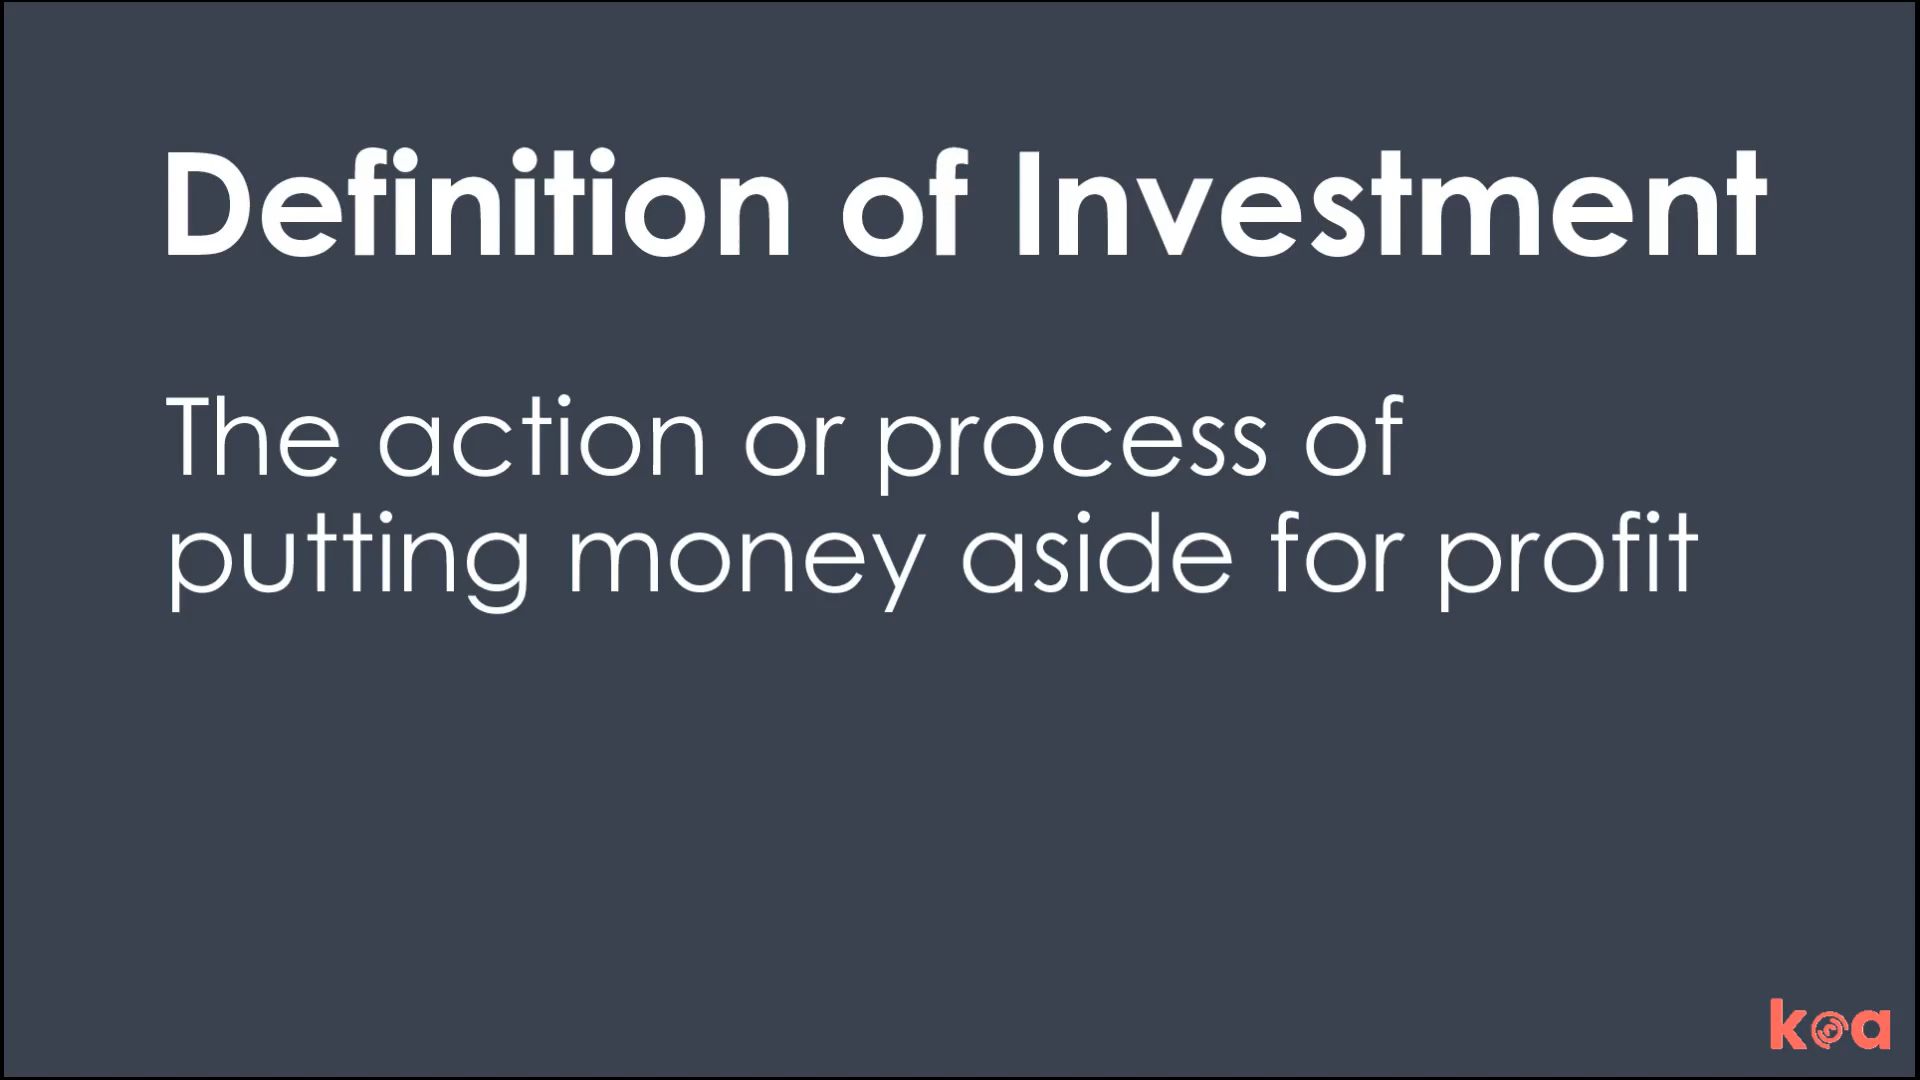 Definition of Investment
The action or process of
putting money aside for profit
koa